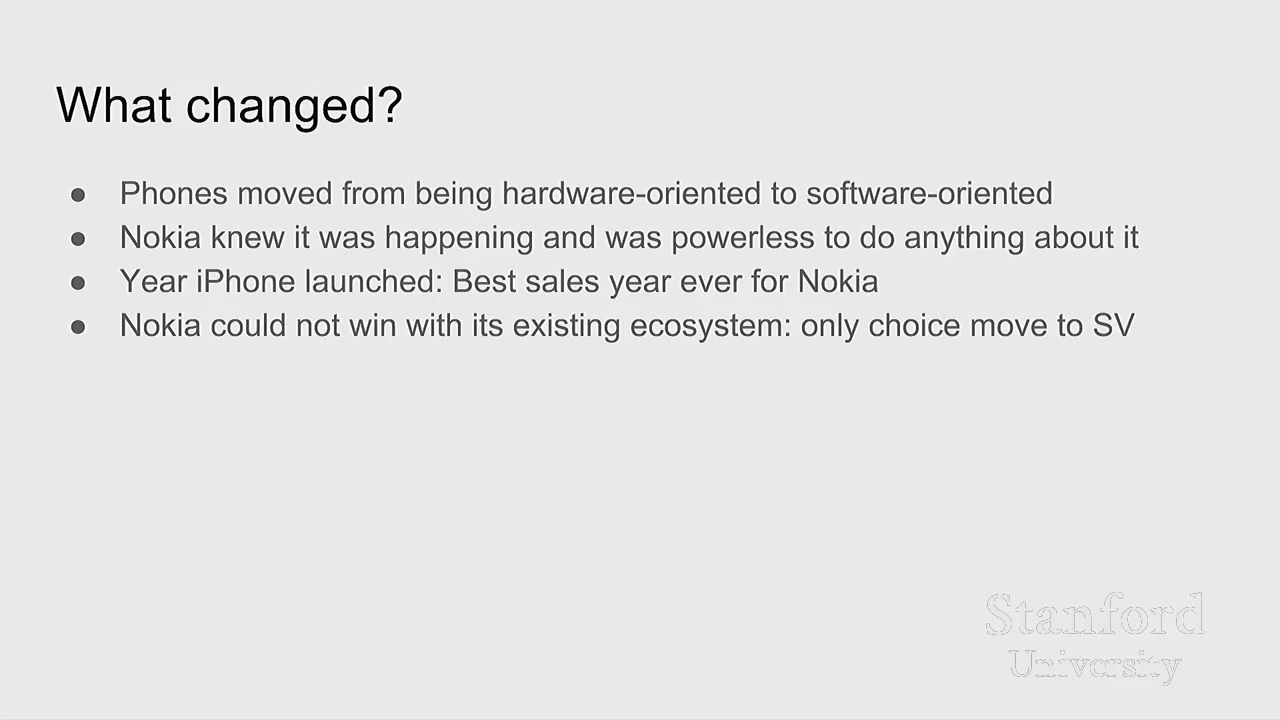 What changed?
● Phones moved from being hardware-oriented to software-oriented
● Nokia knew it was happening and was powerless to do anything about it
● Year iPhone launched: Best sales year ever for Nokia
● Nokia could not win with its existing ecosystem: only choice move to SV
Stanford
University